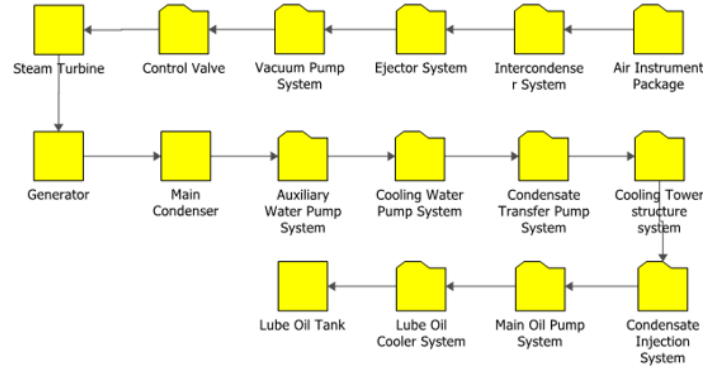 Steam Turbine
Control Valve
Vacuum Pump
System
Ejector System
Intercondense
r System
Air Instrument
Package
Generator
Main
Condenser
Auxiliary
Water Pump
System
Cooling Water
Pump System
Condensate
Transfer Pump
System
Cooling Tower
structure
system
Lube Oil Tank
Lube Oil
Cooler System
Main Oil Pump
System
Condensate
Injection
System